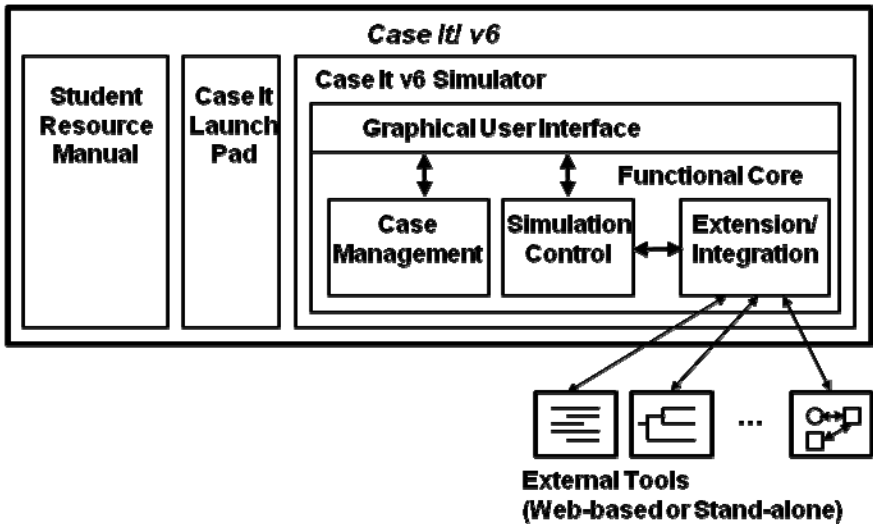 Case It! v6
Student
Resource
Manual
Case It
Launch
Pad
Case It v6 Simulator
Graphical User Interface
Functional Core
Case
Management
Simulation
Control
Extension/
Integration
...
External Tools
(Web-based or Stand-alone)